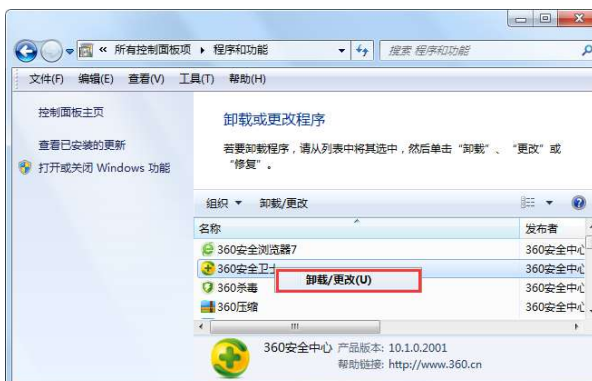 « 所有控制面板项 ▸ 程序和功能
搜索 程序和功能
文件(F) 编辑(E) 查看(V) 工具(T) 帮助(H)
控制面板主页
查看已安装的更新
打开或关闭 Windows 功能
卸载或更改程序
若要卸载程序，请从列表中将其选中，然后单击“卸载”、“更改”或
“修复”。
组织 ▼ 卸载/更改
名称 发布者
360安全浏览器7 360安全中心
360安全卫士 360安全中心
卸载/更改(U)
360杀毒 360安全中心
360压缩 360安全中心
360安全中心 产品版本: 10.1.0.2001
帮助链接: http://www.360.cn